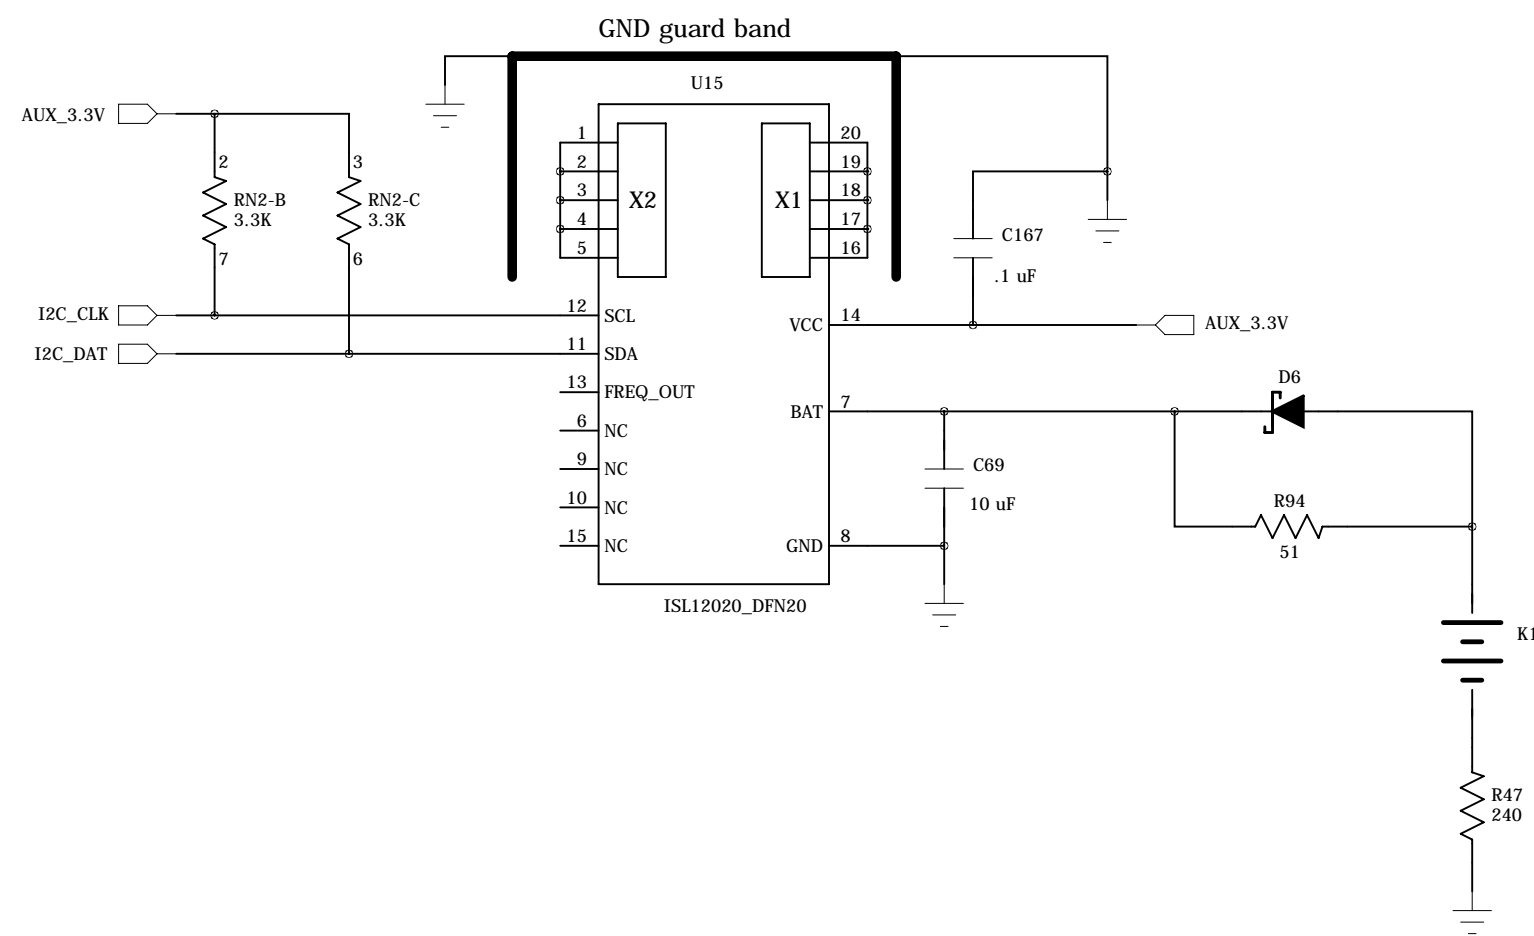 GND guard band
U15
AUX_3.3V
2
RN2-B
3.3K
7
3
RN2-C
3.3K
6
I2C_CLK
I2C_DAT
1
2
3
4
5
X2
X1
20
19
18
17
16
12
SCL
11
SDA
13
FREQ_OUT
6
NC
9
NC
10
NC
15
NC
VCC
14
BAT
7
GND
8
ISL12020_DFN20
C167
.1 uF
AUX_3.3V
D6
C69
10 uF
R94
51
K1
R47
240